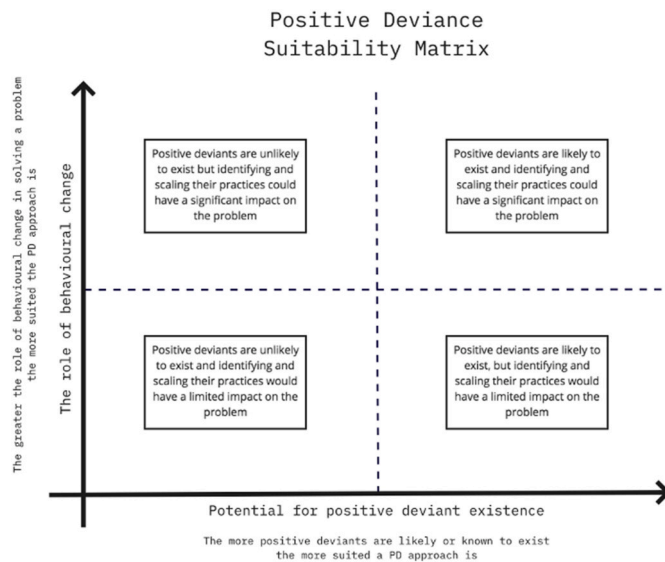 Positive Deviance
Suitability Matrix
The greater the role of behavioural change in solving a problem
the more suited the PD approach is
The role of behavioural change
Positive deviants are unlikely
to exist but identifying and
scaling their practices could
have a significant impact on
the problem
Positive deviants are likely to
exist and identifying and
scaling their practices could
have a significant impact on
the problem
Positive deviants are unlikely
to exist and identifying and
scaling their practices would
have a limited impact on the
problem
Positive deviants are likely to
exist, but identifying and
scaling their practices would
have a limited impact on the
problem
Potential for positive deviant existence
The more positive deviants are likely or known to exist
the more suited a PD approach is